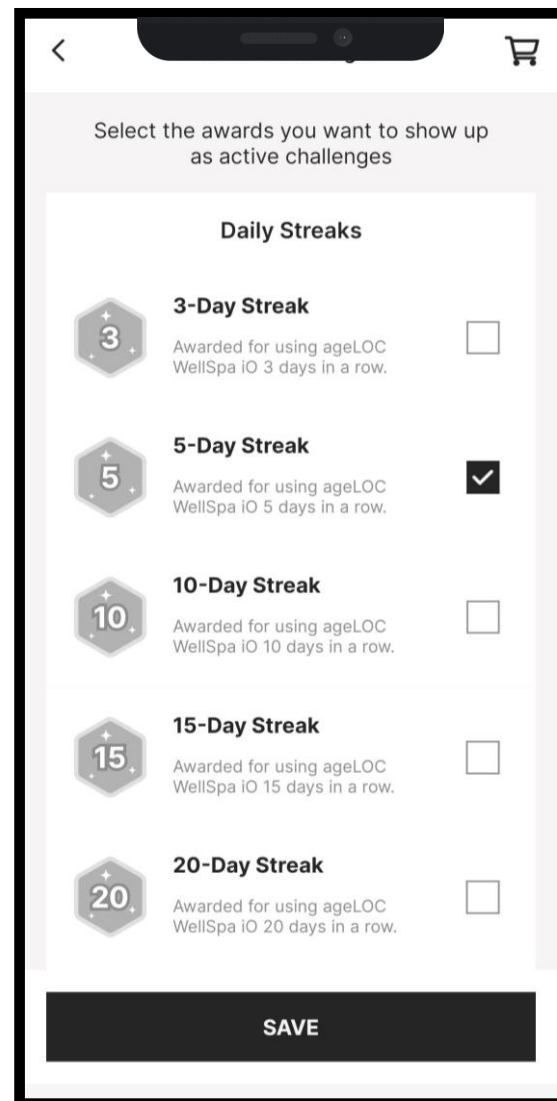 Select the awards you want to show up
as active challenges
Daily Streaks
3
3-Day Streak
Awarded for using ageLOC
WellSpa iO 3 days in a row.
5
5-Day Streak
Awarded for using ageLOC
WellSpa iO 5 days in a row.
10
10-Day Streak
Awarded for using ageLOC
WellSpa iO 10 days in a row.
15
15-Day Streak
Awarded for using ageLOC
WellSpa iO 15 days in a row.
20
20-Day Streak
Awarded for using ageLOC
WellSpa iO 20 days in a row.
SAVE